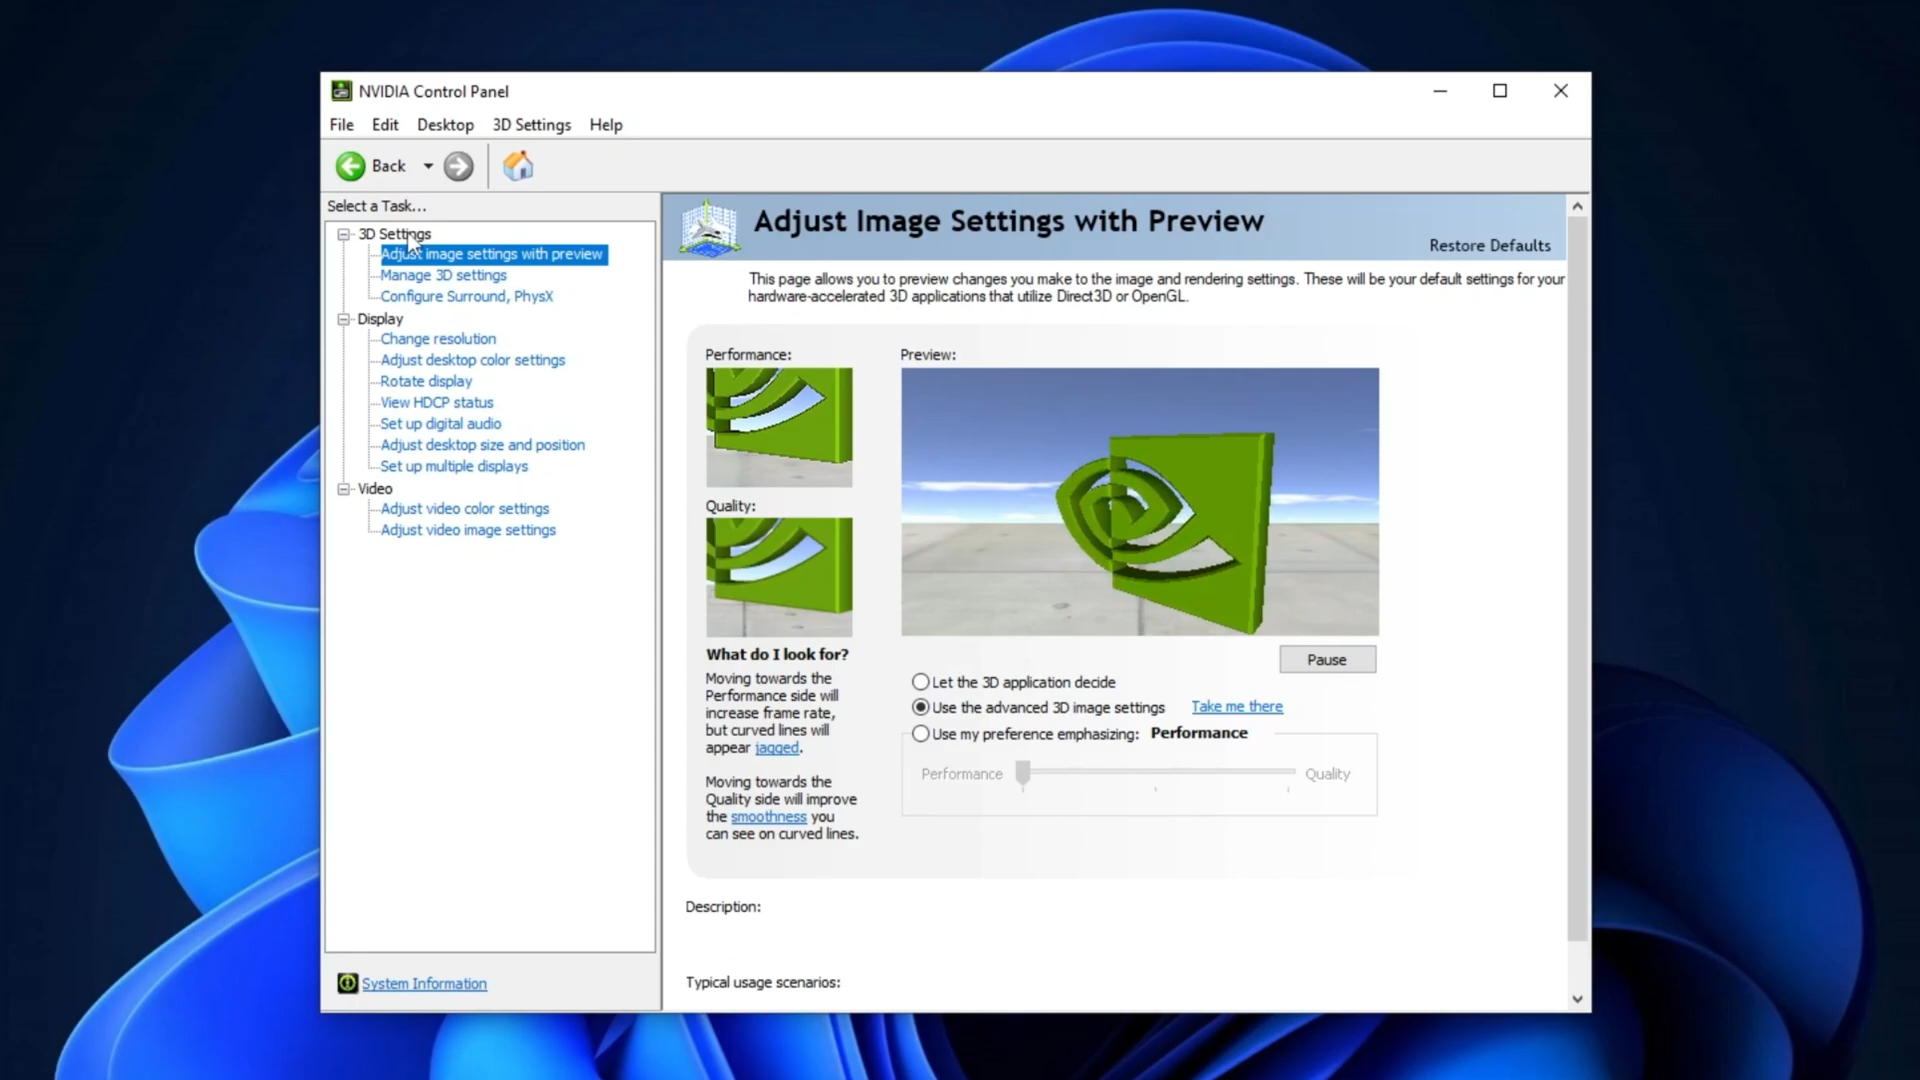 NVIDIA Control Panel
File Edit Desktop 3D Settings Help
Back
Select a Task...
3D Settings
Adjust image settings with preview
Manage 3D settings
Configure Surround, PhysX
Display
Change resolution
Adjust desktop color settings
Rotate display
View HDCP status
Set up digital audio
Adjust desktop size and position
Set up multiple displays
Video
Adjust video color settings
Adjust video image settings
System Information
Adjust Image Settings with Preview
Restore Defaults
This page allows you to preview changes you make to the image and rendering settings. These will be your default settings for your
hardware-accelerated 3D applications that utilize Direct3D or OpenGL.
Performance:
Quality:
What do I look for?
Moving towards the
Performance side will
increase frame rate,
but curved lines will
appear jagged.
Moving towards the
Quality side will improve
the smoothness you
can see on curved lines.
Preview:
Pause
Let the 3D application decide
Use the advanced 3D image settings Take me there
Use my preference emphasizing: Performance
Performance Quality
Description:
Typical usage scenarios: